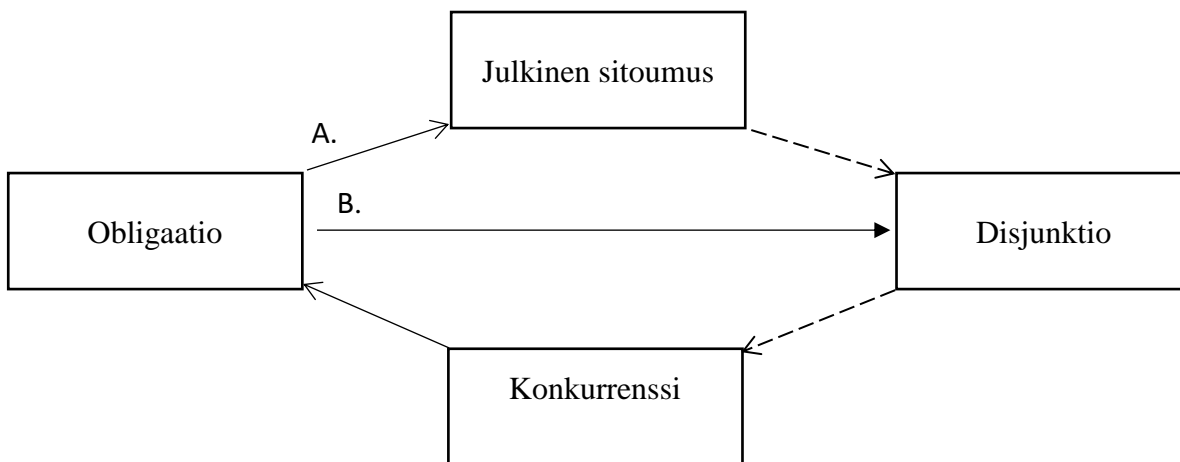 Julkinen sitoumus
A.
B.
Obligaatio
Disjunktio
Konkurrenssi